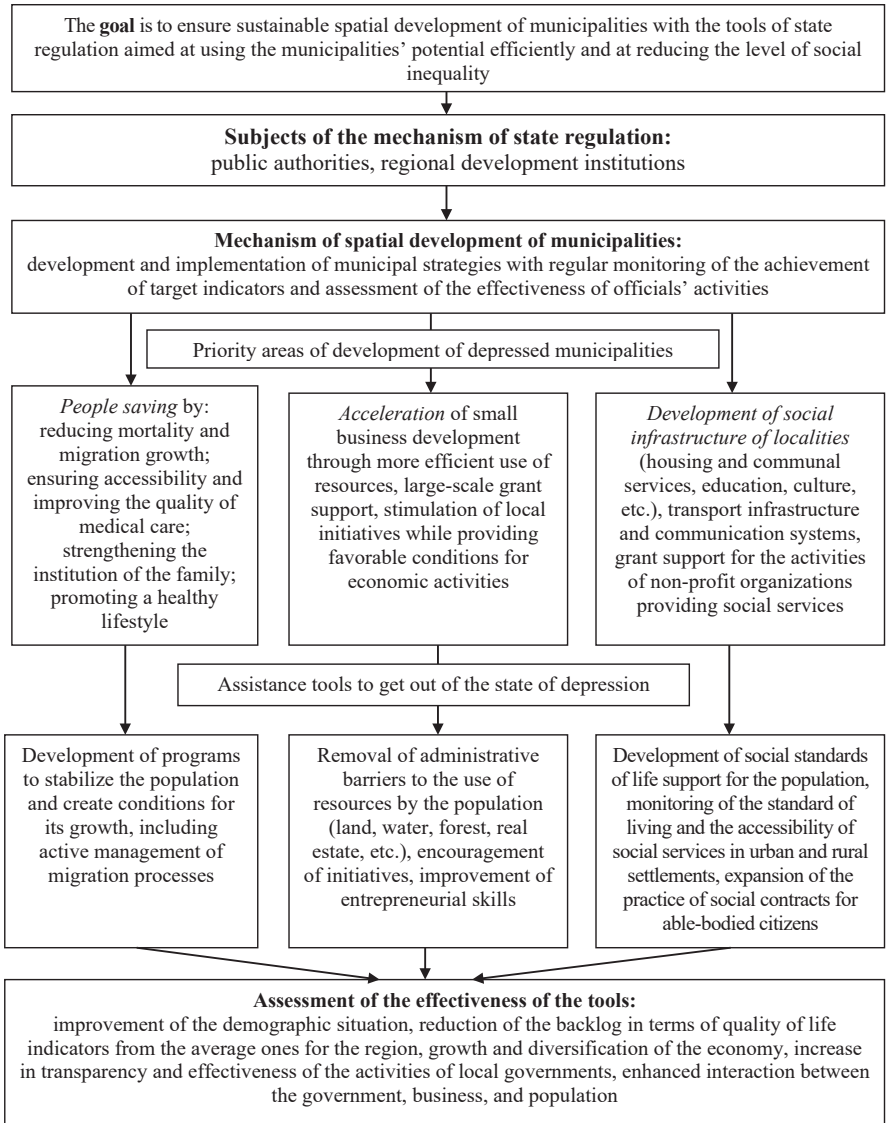 The goal is to ensure sustainable spatial development of municipalities with the tools of state
regulation aimed at using the municipalities’ potential efficiently and at reducing the level of social
inequality
Subjects of the mechanism of state regulation:
public authorities, regional development institutions
Mechanism of spatial development of municipalities:
development and implementation of municipal strategies with regular monitoring of the achievement
of target indicators and assessment of the effectiveness of officials’ activities
Priority areas of development of depressed municipalities
People saving by:
reducing mortality and
migration growth;
ensuring accessibility and
improving the quality of
medical care;
strengthening the
institution of the family;
promoting a healthy
lifestyle
Acceleration of small
business development
through more efficient use of
resources, large-scale grant
support, stimulation of local
initiatives while providing
favorable conditions for
economic activities
Development of social
infrastructure of localities
(housing and communal
services, education, culture,
etc.), transport infrastructure
and communication systems,
grant support for the activities
of non-profit organizations
providing social services
Assistance tools to get out of the state of depression
Development of programs
to stabilize the population
and create conditions for
its growth, including
active management of
migration processes
Removal of administrative
barriers to the use of
resources by the population
(land, water, forest, real
estate, etc.), encouragement
of initiatives, improvement of
entrepreneurial skills
Development of social standards
of life support for the population,
monitoring of the standard of
living and the accessibility of
social services in urban and rural
settlements, expansion of the
practice of social contracts for
able-bodied citizens
Assessment of the effectiveness of the tools:
improvement of the demographic situation, reduction of the backlog in terms of quality of life
indicators from the average ones for the region, growth and diversification of the economy, increase
in transparency and effectiveness of the activities of local governments, enhanced interaction between
the government, business, and population